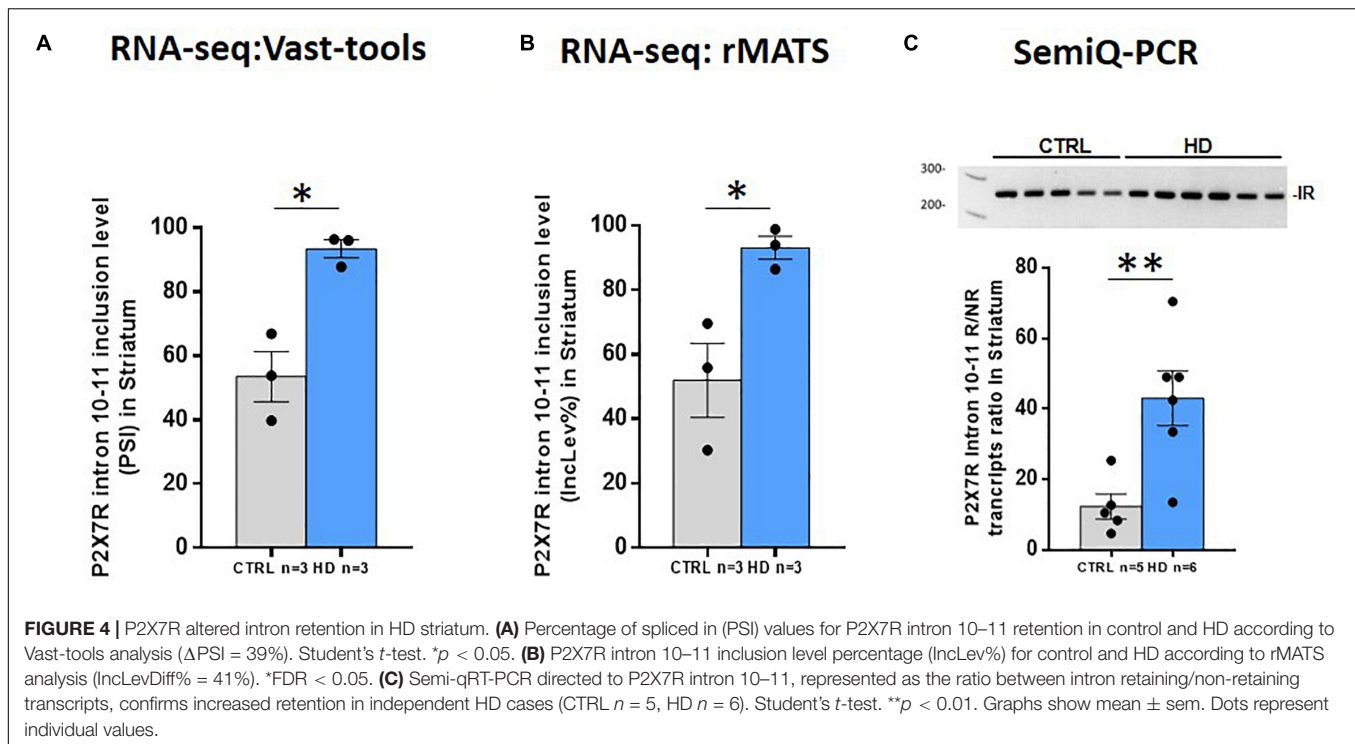 A
RNA-seq:Vast-tools
P2X7R intron 10-11 inclusion level
(PSI) in Striatum
*
100
80
60
40
20
0
CTRL n=3 HD n=3
B
RNA-seq: rMATS
P2X7R intron 10-11 inclusion
(IncLev%) in Striatum
*
100
80
60
40
20
0
CTRL n=3 HD n=3
C
SemiQ-PCR
CTRL
HD
300-
200-
-IR
P2X7R Intron 10-11 R/NR
trancripts ratio in Striatum
**
80
60
40
20
0
CTRL n=5 HD n=6
FIGURE 4 | P2X7R altered intron retention in HD striatum. (A) Percentage of spliced in (PSI) values for P2X7R intron 10–11 retention in control and HD according to
Vast-tools analysis (ΔPSI = 39%). Student’s t-test. *p < 0.05. (B) P2X7R intron 10–11 inclusion level percentage (IncLev%) for control and HD according to rMATS
analysis (IncLevDiff% = 41%). *FDR < 0.05. (C) Semi-qRT-PCR directed to P2X7R intron 10–11, represented as the ratio between intron retaining/non-retaining
transcripts, confirms increased retention in independent HD cases (CTRL n = 5, HD n = 6). Student’s t-test. **p < 0.01. Graphs show mean ± sem. Dots represent
individual values.